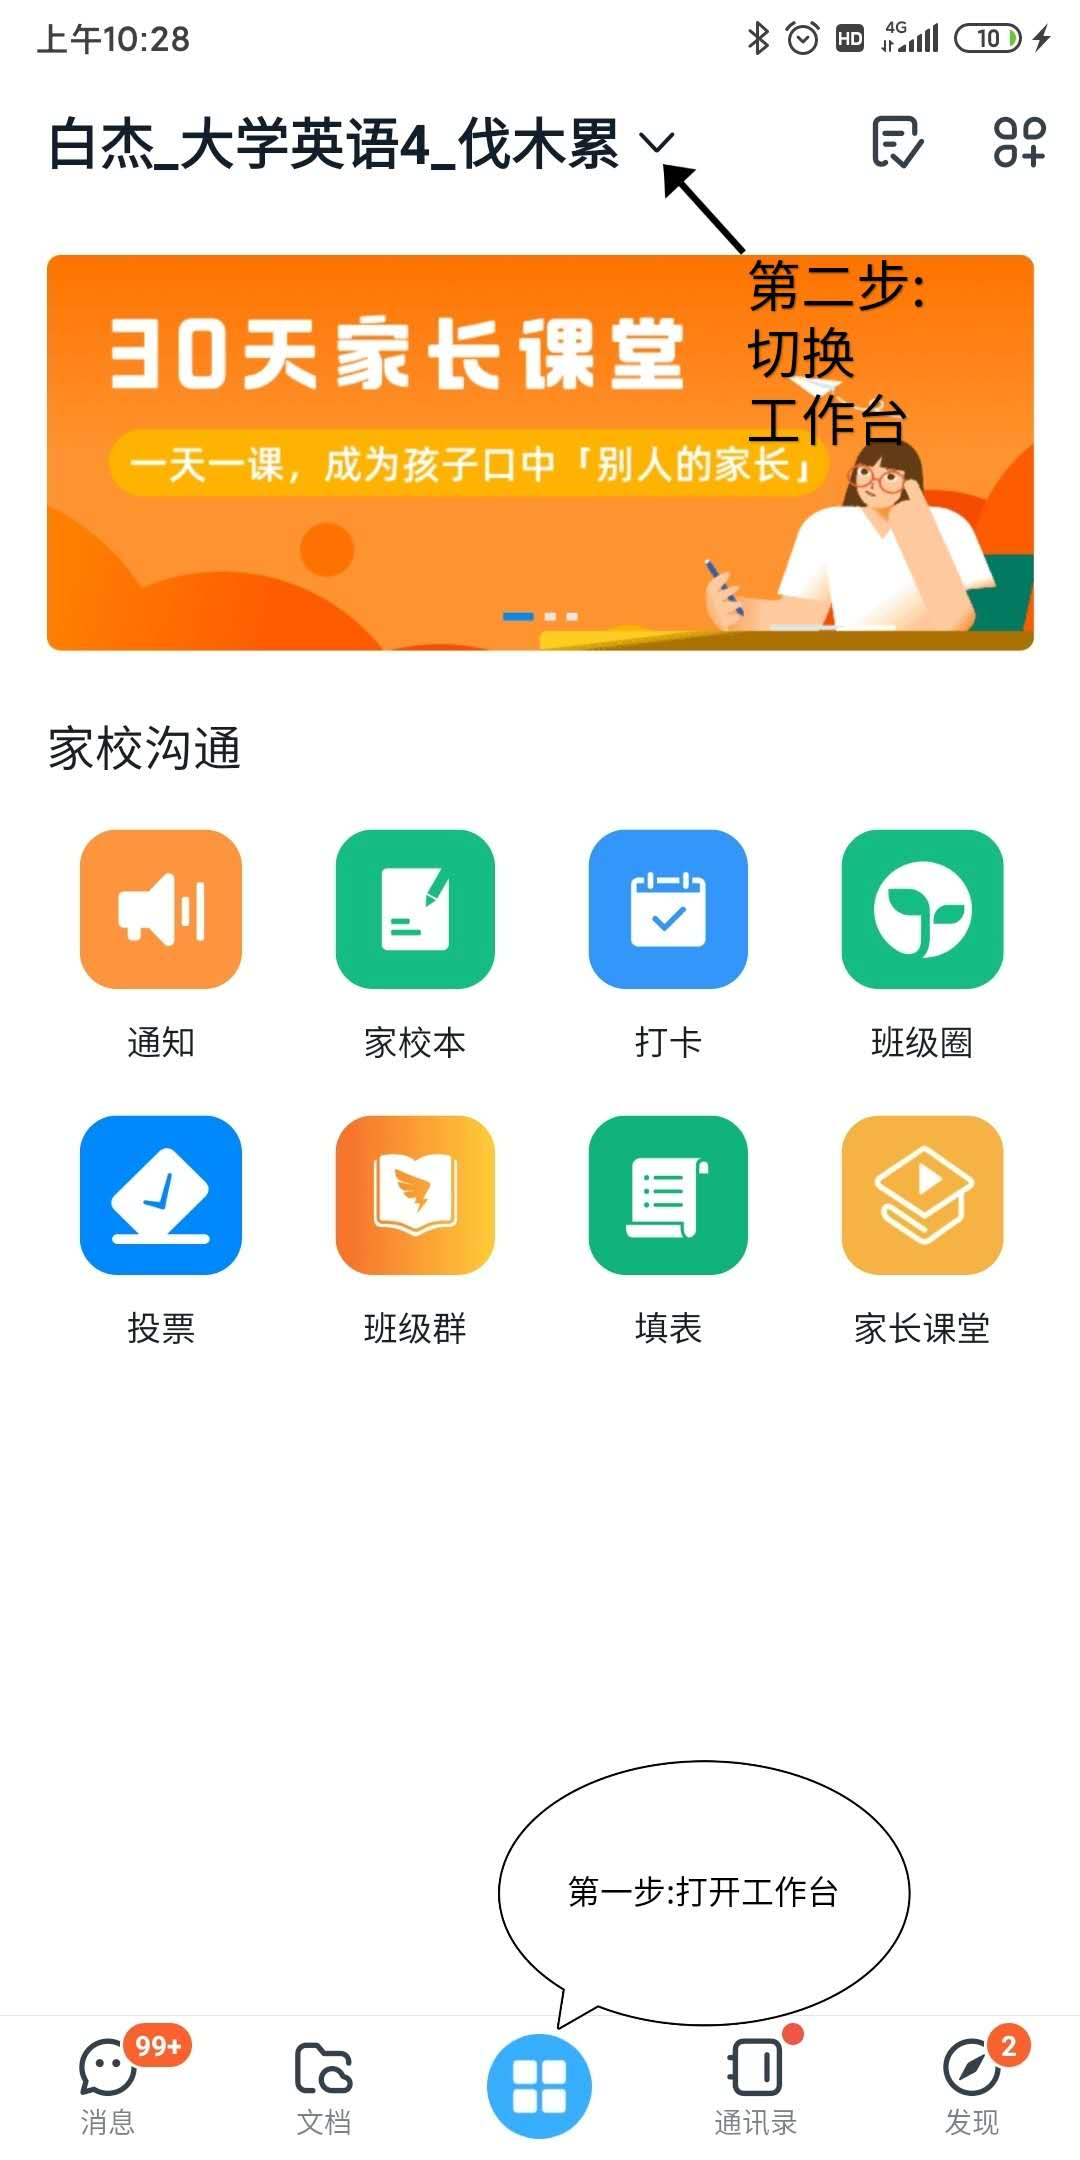 上午10:28
HD
4G
10
白杰_大学英语4_伐木累
第二步:
切换
工作台
30天家长课堂
一天一课，成为孩子口中「别人的家长」
家校沟通
通知
家校本
打卡
班级圈
投票
班级群
填表
家长课堂
第一步:打开工作台
99+
2
消息
文档
通讯录
发现